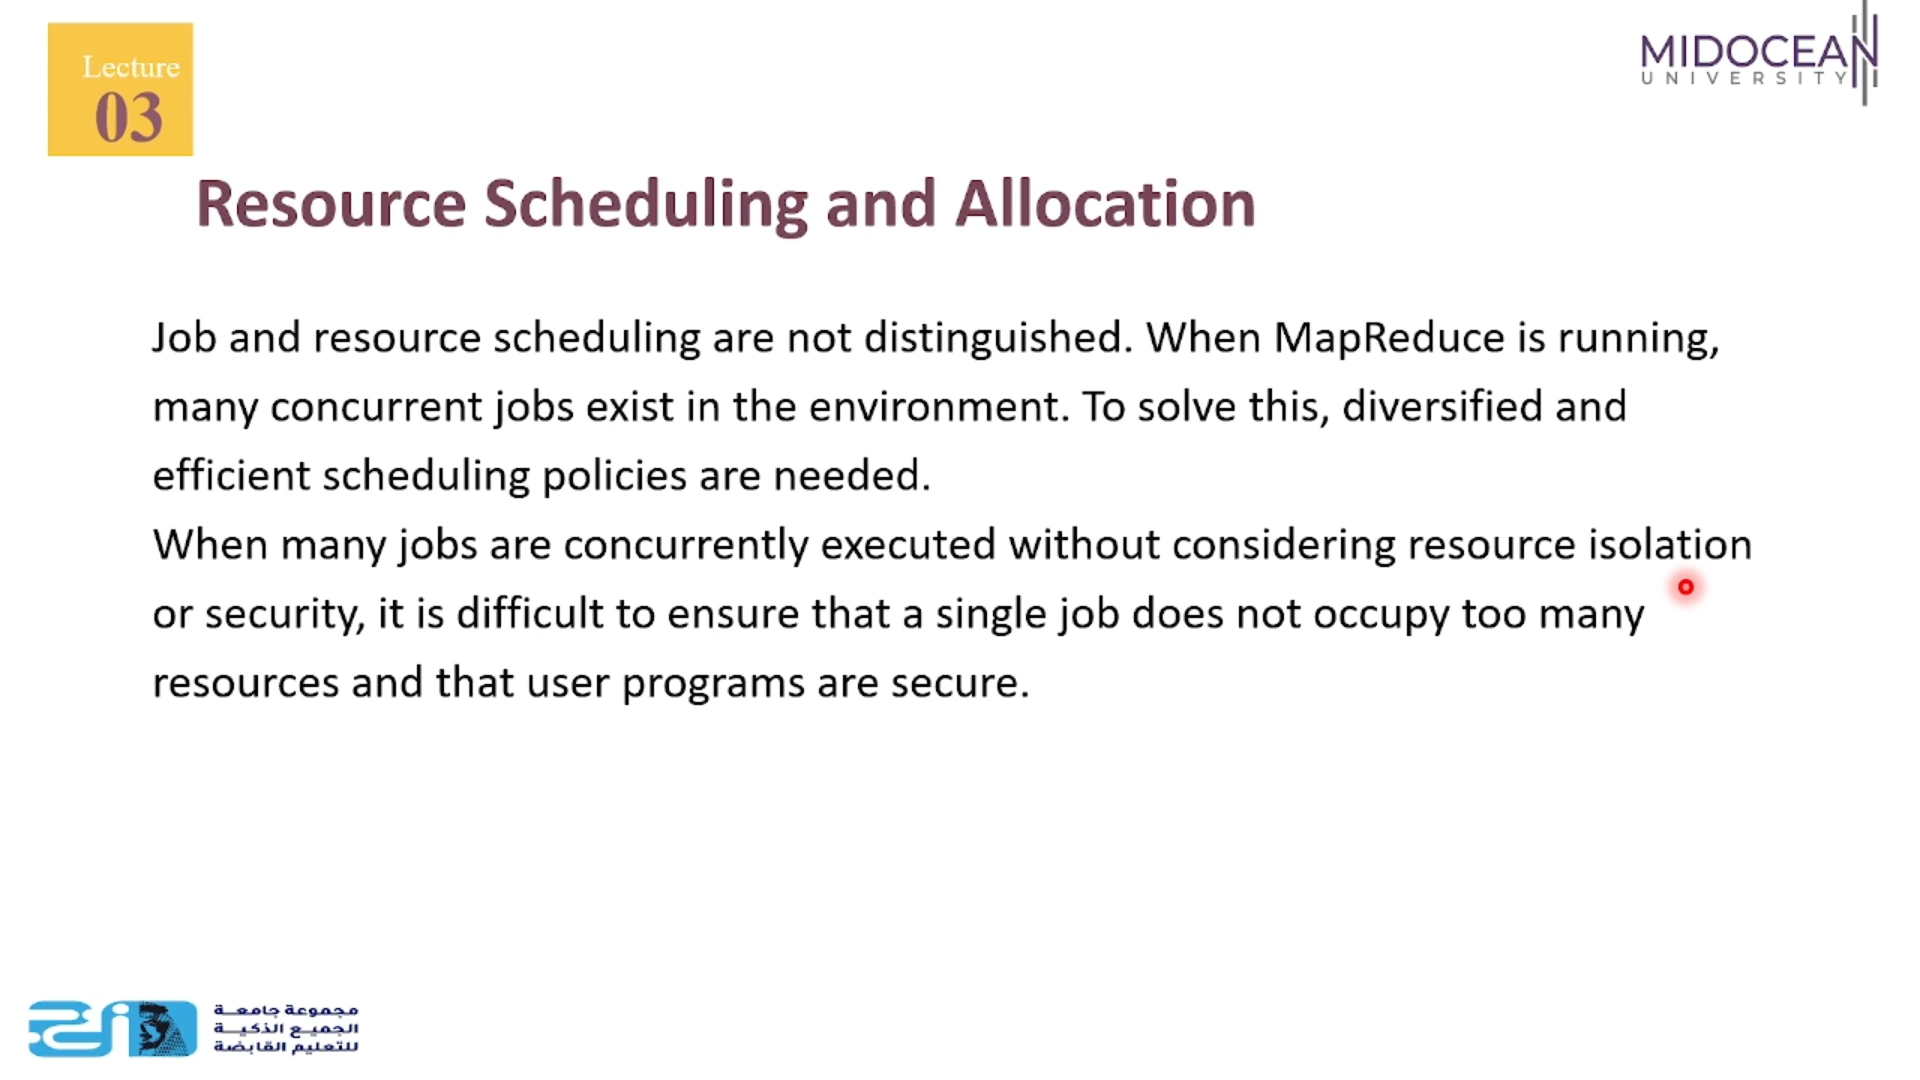 Lecture
03
MIDOCEAN
UNIVERSITY
Resource Scheduling and Allocation
Job and resource scheduling are not distinguished. When MapReduce is running,
many concurrent jobs exist in the environment. To solve this, diversified and
efficient scheduling policies are needed.
When many jobs are concurrently executed without considering resource isolation
or security, it is difficult to ensure that a single job does not occupy too many
resources and that user programs are secure.
مجموعة جامعة
الجميع الذكية
للتعليم القابضة